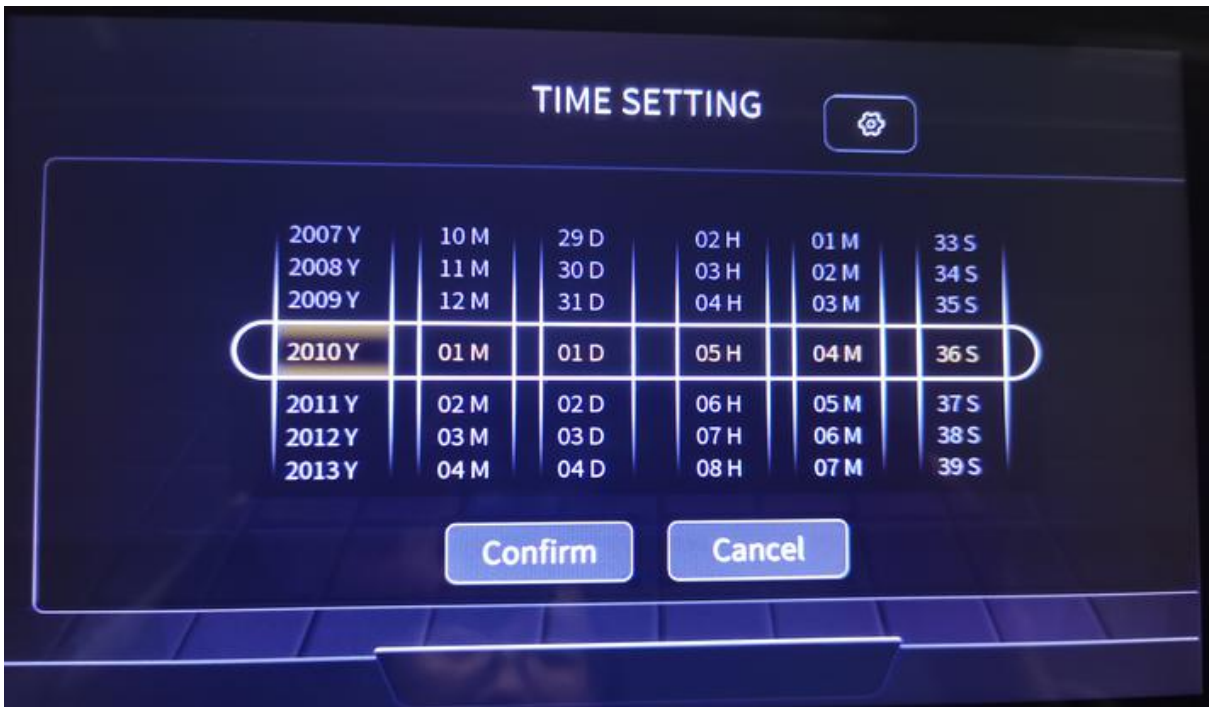 TIME SETTING
2007 Y 10 M 29 D 02 H 01 M 33 S
2008 Y 11 M 30 D 03 H 02 M 34 S
2009 Y 12 M 31 D 04 H 03 M 35 S
2010 Y 01 M 01 D 05 H 04 M 36 S
2011 Y 02 M 02 D 06 H 05 M 37 S
2012 Y 03 M 03 D 07 H 06 M 38 S
2013 Y 04 M 04 D 08 H 07 M 39 S
Confirm Cancel